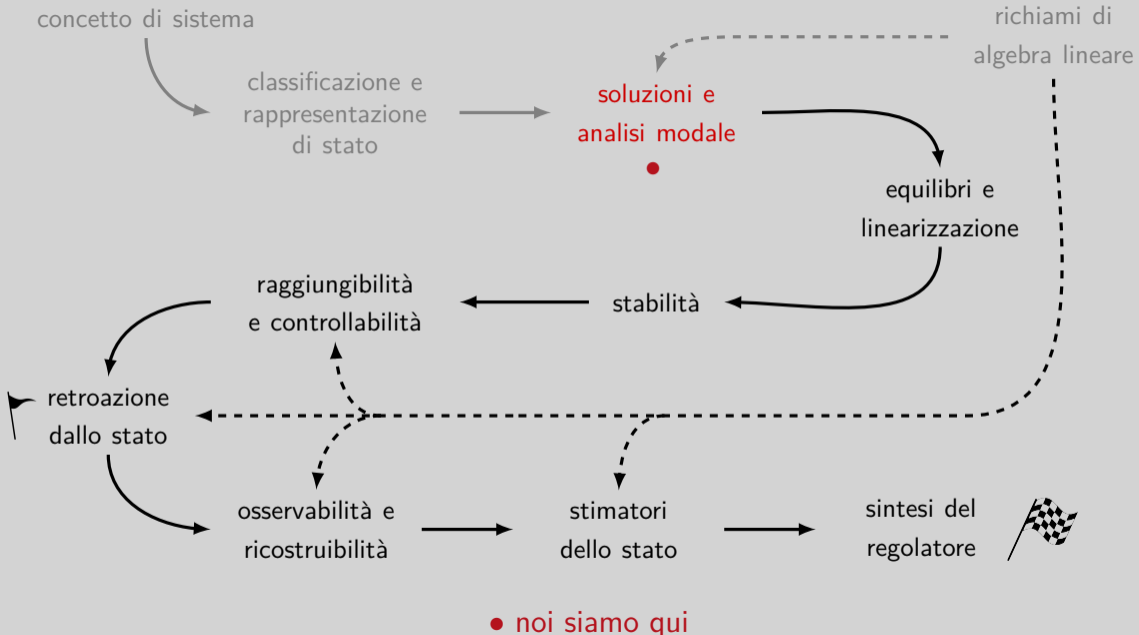 concetto di sistema
richiami di
algebra lineare
classificazione e
rappresentazione
di stato
soluzioni e
analisi modale
equilibri e
linearizzazione
stabilità
raggiungibilità
e controllabilità
retroazione
dallo stato
osservabilità e
ricostruibilità
stimatori
dello stato
sintesi del
regolatore
noi siamo qui